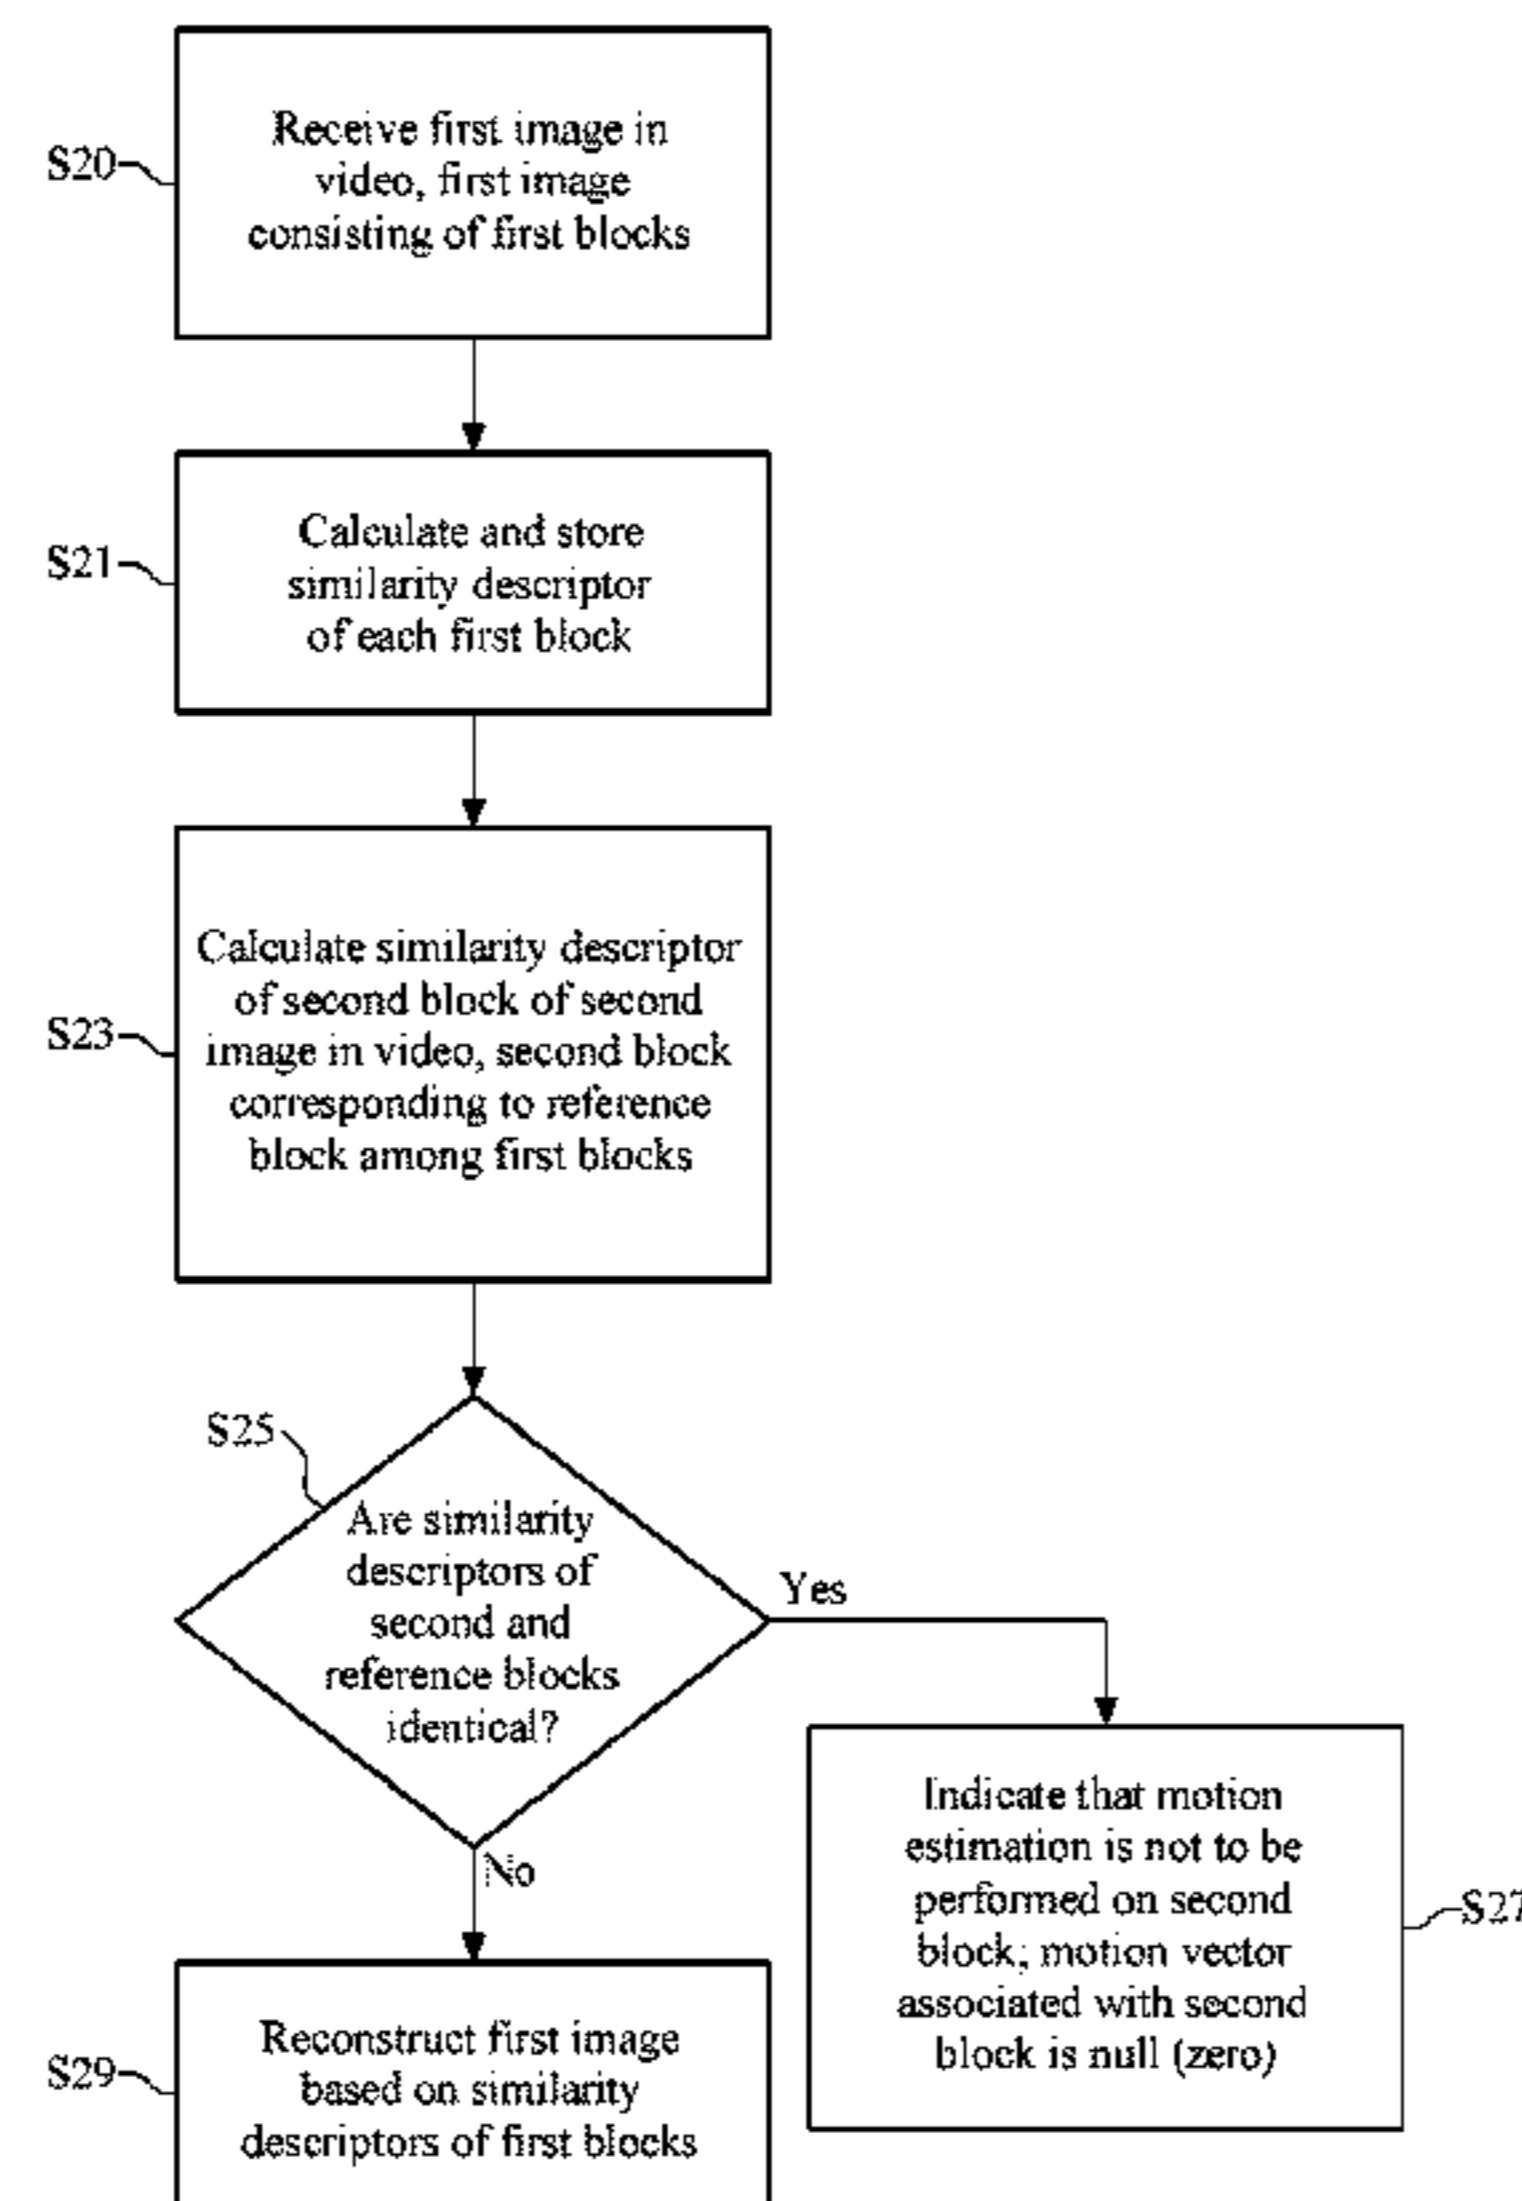 S20
Receive first image in
video, first image
consisting of first blocks
S21
Calculate and store
similarity descriptor
of each first block
S23
Calculate similarity descriptor
of second block of second
image in video, second block
corresponding to reference
block among first blocks
S25
Are similarity
descriptors of
second and
reference blocks
identical?
Yes
No
Indicate that motion
estimation is not to be
performed on second
block; motion vector
associated with second
block is null (zero)
S27
S29
Reconstruct first image
based on similarity
descriptors of first blocks